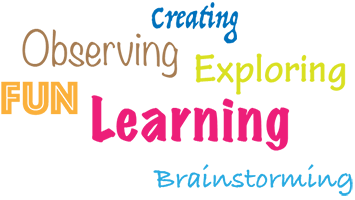 Creating
Observing
Exploring
FUN
Learning
Brainstorming